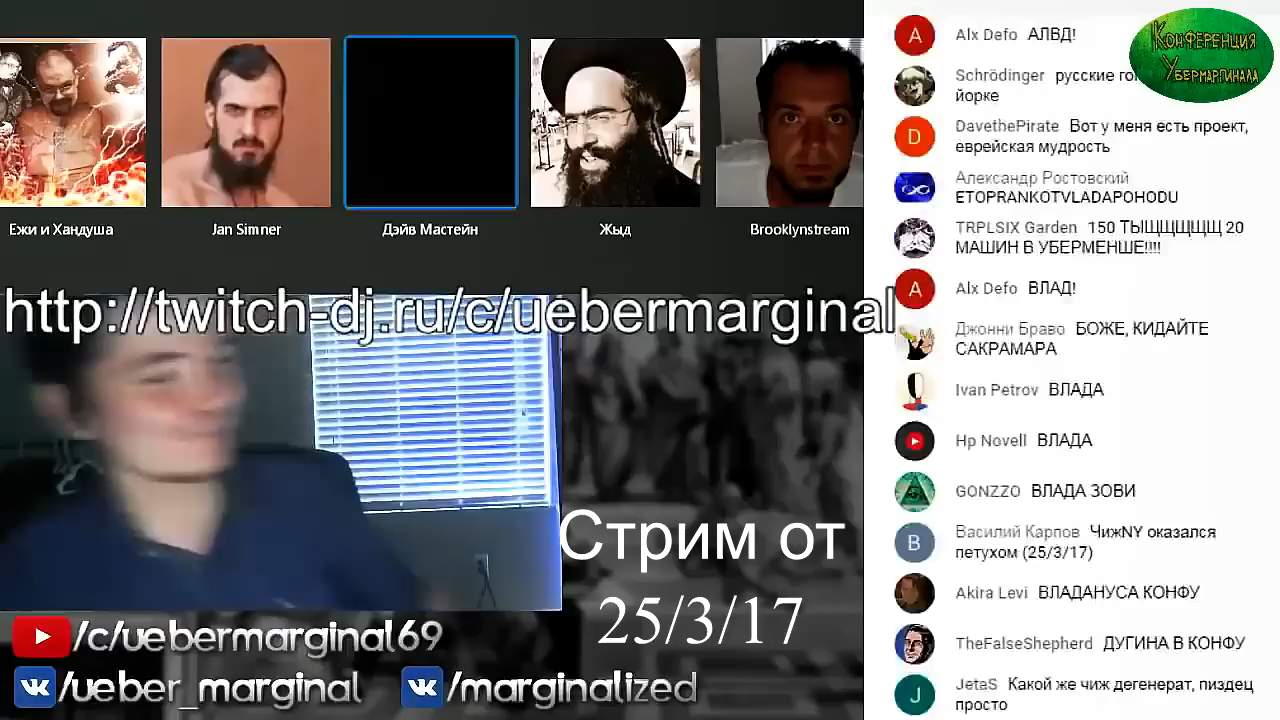 Ежи и Хандуша
Jan Simner
Дэйв Мастейн
Жыд
Brooklynstream
http://twitch-dj.ru/c/uebermarginal
Стрим от
25/3/17
/c/uebermarginal69
/ueber_marginal
/marginalized
Конференция
Убермаргинала
Alx Defo АЛВД!
Schrödinger русские
йорке
DavethePirate Вот у меня есть проект,
еврейская мудрость
Александр Ростовский
ETOPRANKOTVLADAPOHODU
TRPLSIX Garden 150 ТЫЩЩЩЩЩ 20
МАШИН В УБЕРМЕНШЕ!!!!
Alx Defo ВЛАД!
Джонни Браво БОЖЕ, КИДАЙТЕ
САКРАМАРА
Ivan Petrov ВЛАДА
Hp Novell ВЛАДА
GONZZO ВЛАДА ЗОВИ
Василий Карпов ЧижNY оказался
петухом (25/3/17)
Akira Levi ВЛАДАНУСА КОНФУ
TheFalseShepherd ДУГИНА В КОНФУ
JetaS Какой же чиж дегенерат, пиздец
просто